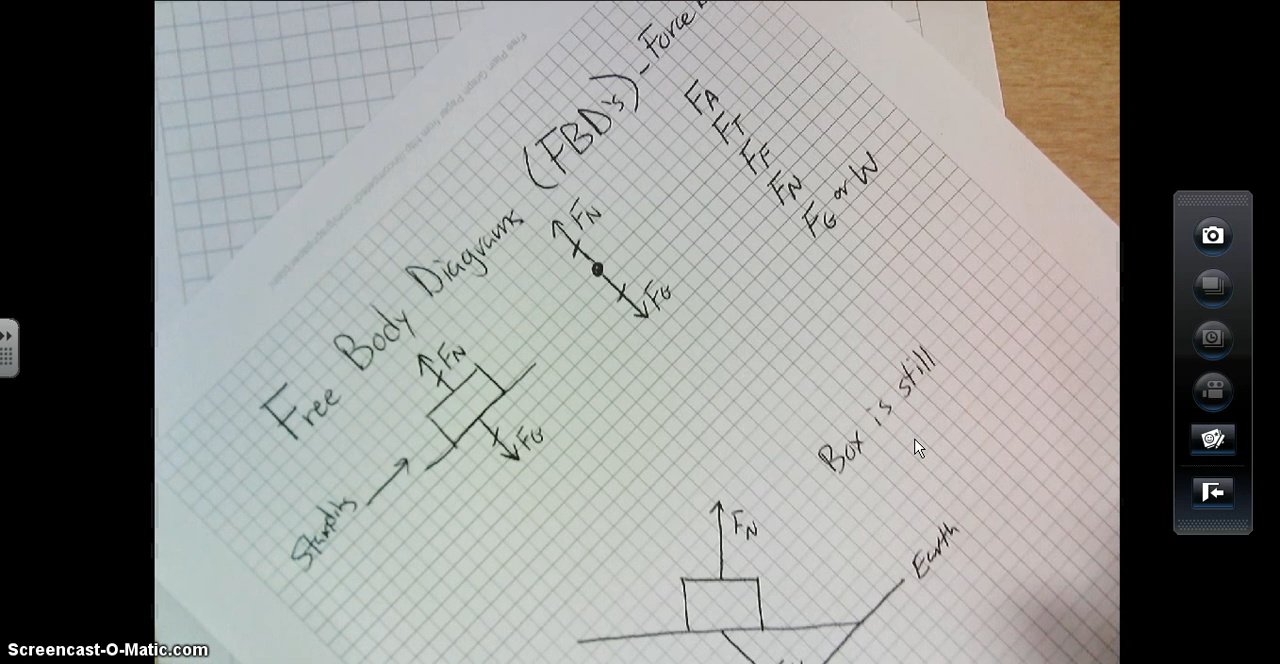 Free Body Diagrams (FBD's) - Force
FA
FT
FF
FN
FG or W
FN
FG
FN
FG
Standing
Box is still
FN
Earth
Screencast-O-Matic.com